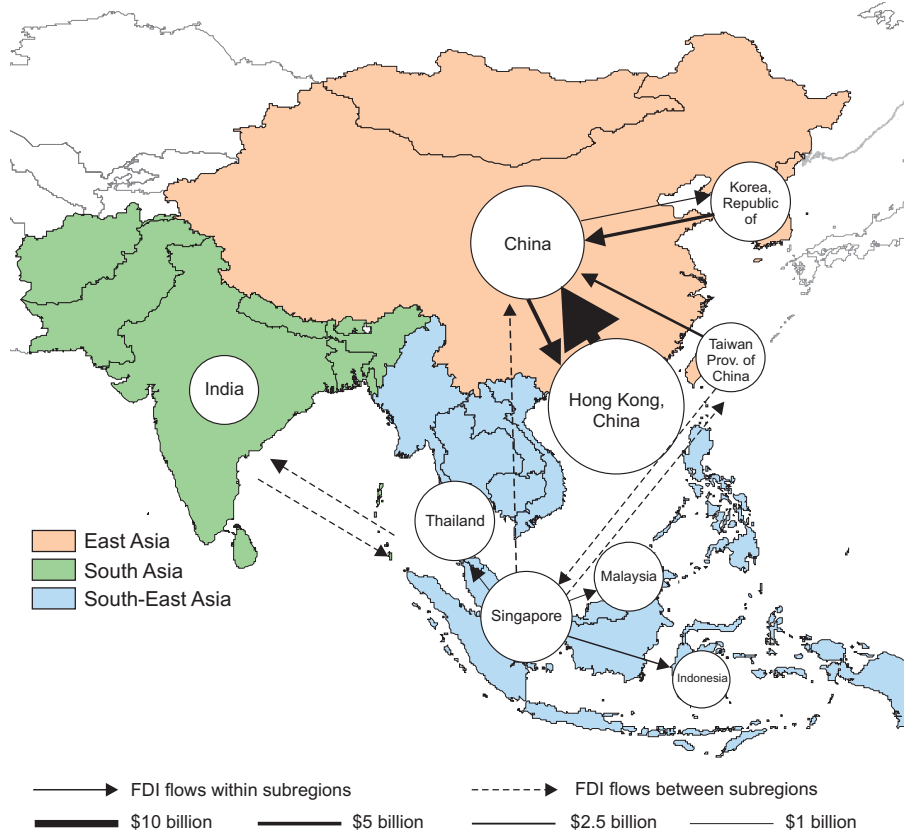 Korea,
Republic
of
China
Taiwan
Prov. of
China
India
Hong Kong,
China
Thailand
East Asia
South Asia
South-East Asia
Malaysia
Singapore
Indonesia
FDI flows within subregions
FDI flows between subregions
$10 billion
$5 billion
$2.5 billion
$1 billion